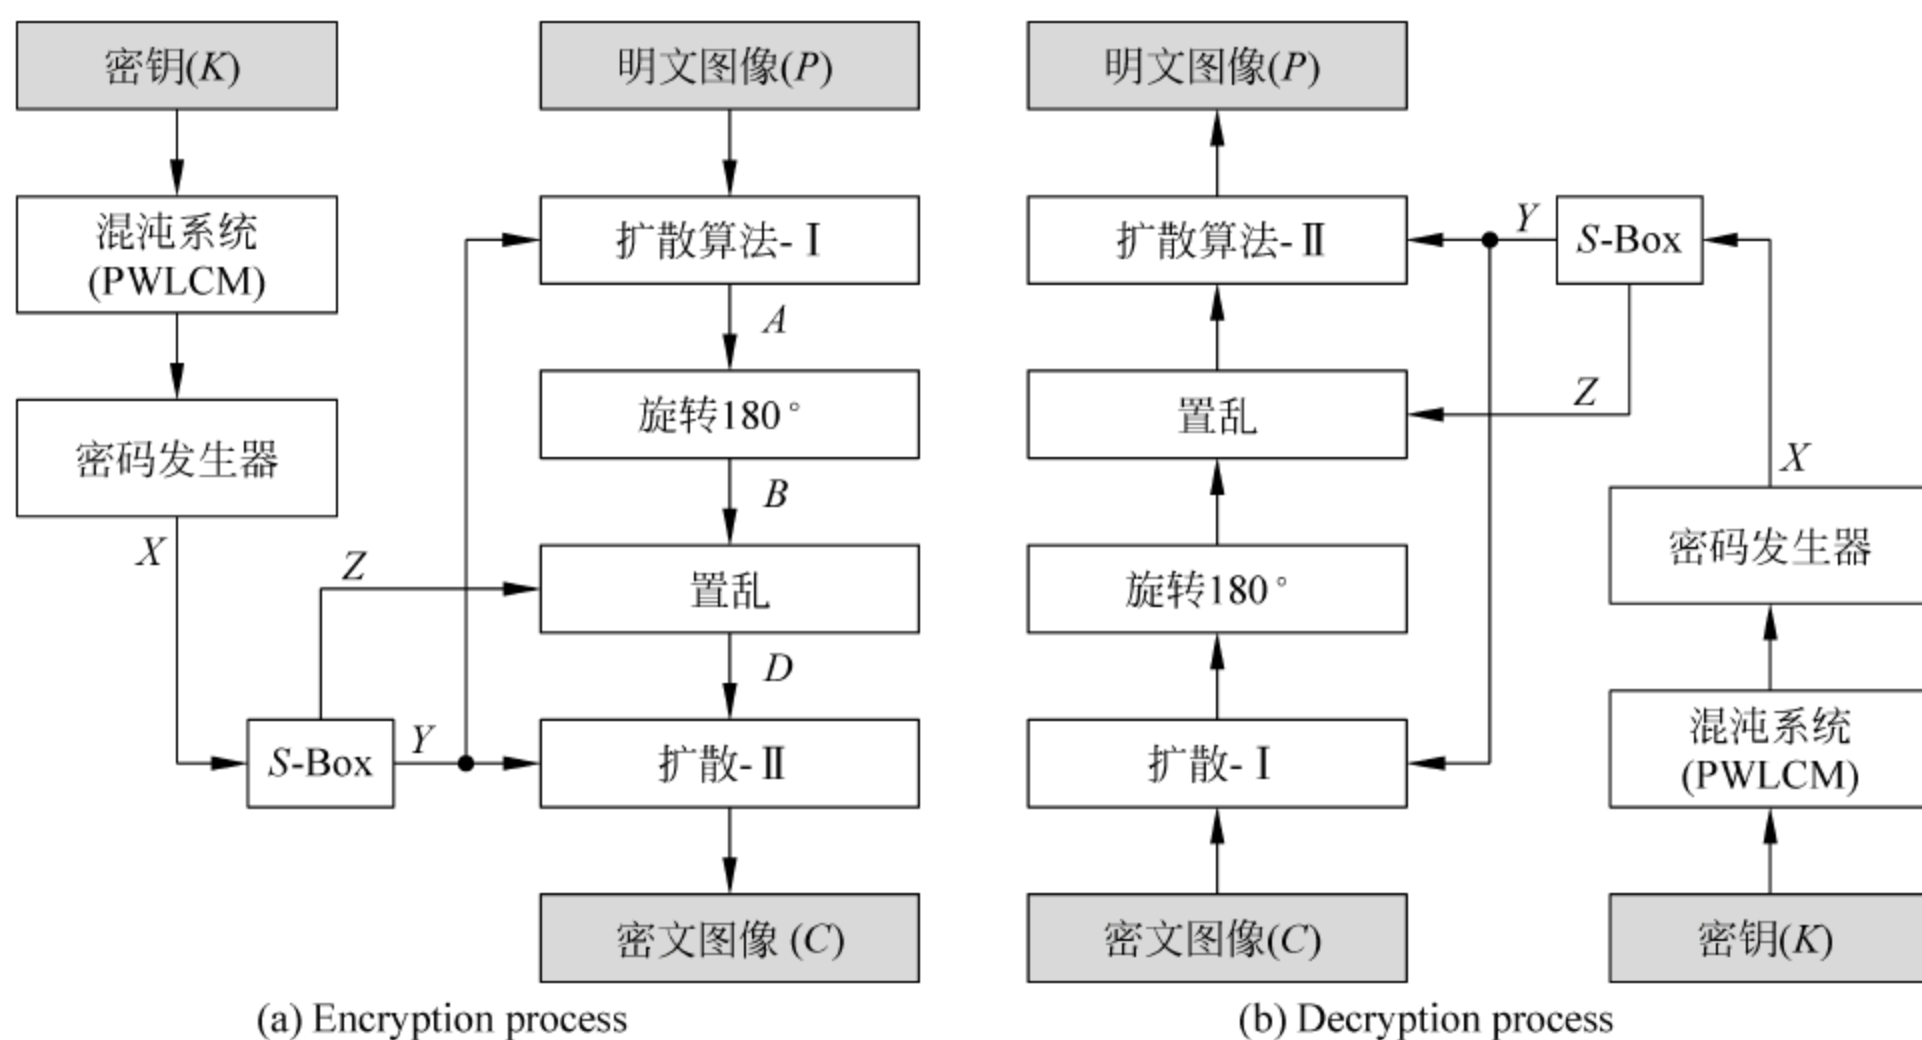 密钥(K)
混沌系统
(PWLCM)
密码发生器
X
Z
S-Box
Y
明文图像(P)
扩散算法-Ⅰ
A
旋转180°
B
置乱
D
扩散-Ⅱ
密文图像 (C)
(a) Encryption process
明文图像(P)
扩散算法-Ⅱ
置乱
旋转180°
扩散-Ⅰ
密文图像(C)
Y
S-Box
Z
X
密码发生器
混沌系统
(PWLCM)
密钥(K)
(b) Decryption process